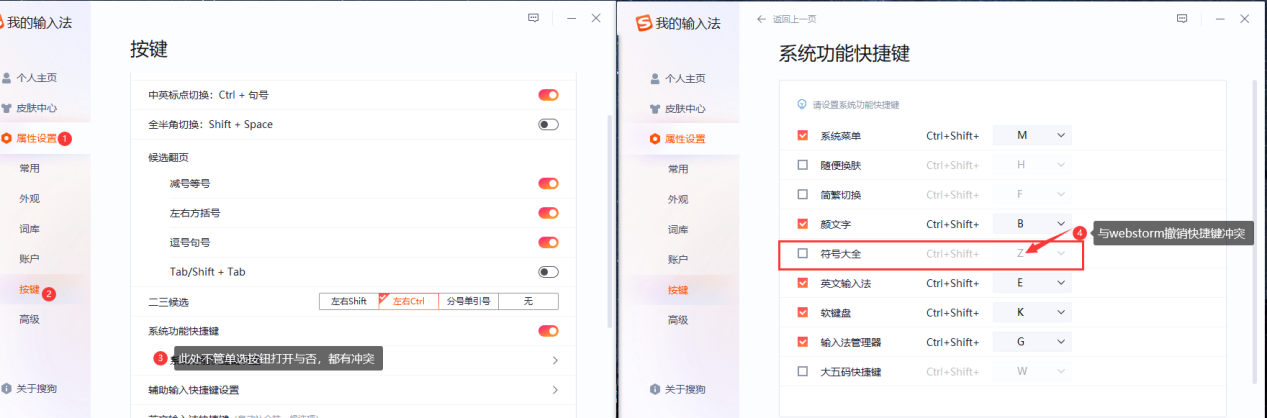 我的输入法
个人主页
皮肤中心
属性设置 1
常用
外观
词库
账户
按键 2
高级
关于搜狗
按键
中英标点切换：Ctrl + 句号
全半角切换：Shift + Space
候选翻页
减号等号
左右方括号
逗号句号
Tab/Shift + Tab
二三候选 左右Shift 左右Ctrl 分号单引号 无
系统功能快捷键
3 此处不管单选按钮打开与否，都有冲突
辅助输入快捷键设置
我的输入法
个人主页
皮肤中心
属性设置
常用
外观
词库
账户
按键
高级
关于搜狗
返回上一页
系统功能快捷键
请设置系统功能快捷键
系统菜单 Ctrl+Shift+ M
随便换肤 Ctrl+Shift+ H
简繁切换 Ctrl+Shift+ F
颜文字 Ctrl+Shift+ B
4 与webstorm撤销快捷键冲突
符号大全 Ctrl+Shift+ Z
英文输入法 Ctrl+Shift+ E
软键盘 Ctrl+Shift+ K
输入法管理器 Ctrl+Shift+ G
大五码快捷键 Ctrl+Shift+ W